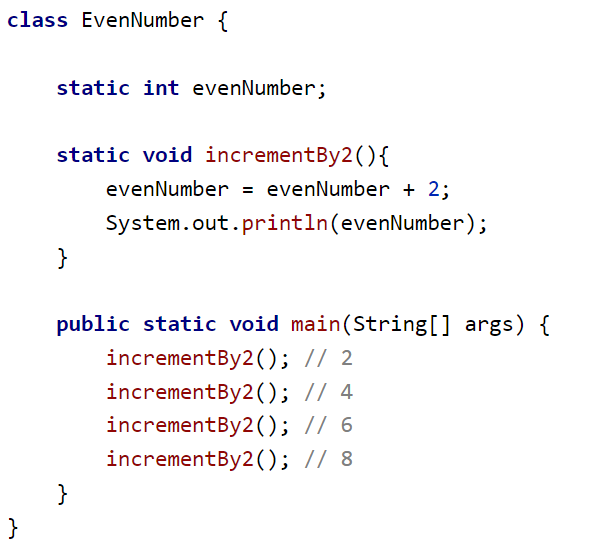 class EvenNumber {
static int evenNumber;
static void incrementBy2(){
evenNumber = evenNumber + 2;
System.out.println(evenNumber);
}
public static void main(String[] args) {
incrementBy2(); // 2
incrementBy2(); // 4
incrementBy2(); // 6
incrementBy2(); // 8
}
}